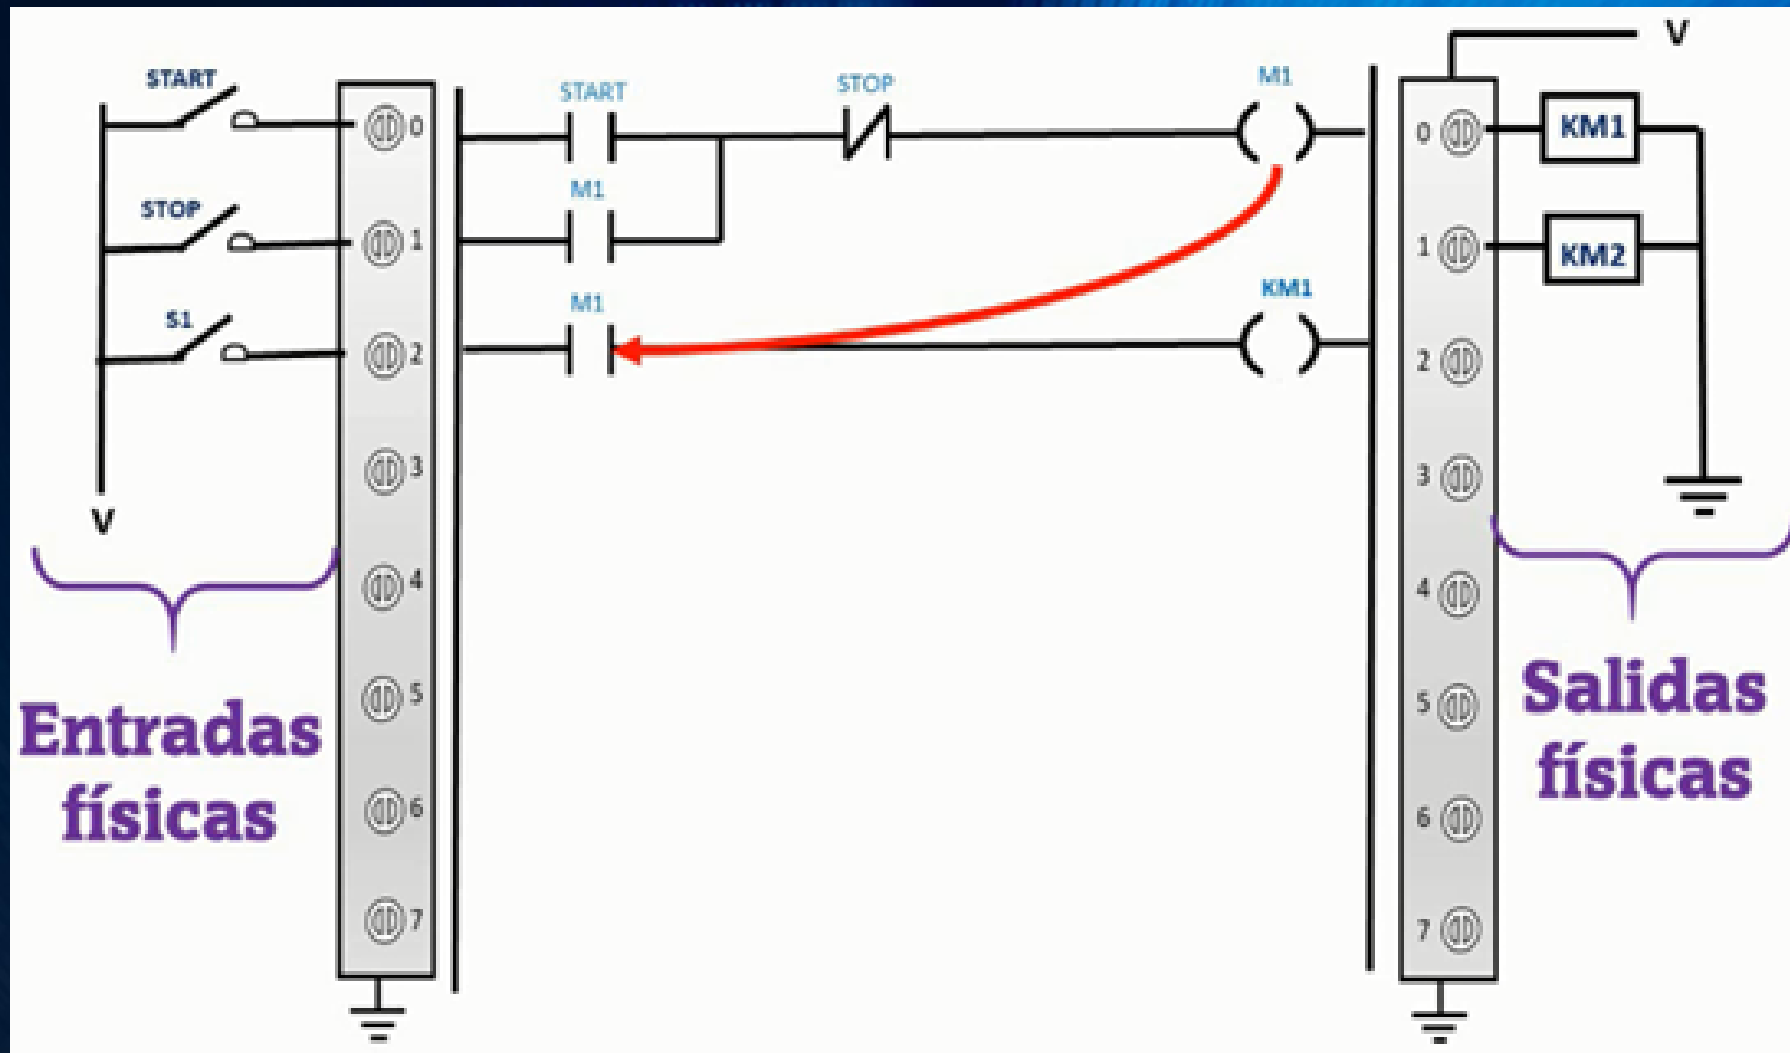 START
STOP
S1
V
0
1
2
3
4
5
6
7
Entradas
físicas
START
STOP
M1
M1
M1
KM1
V
0
1
2
3
4
5
6
7
KM1
KM2
Salidas
físicas